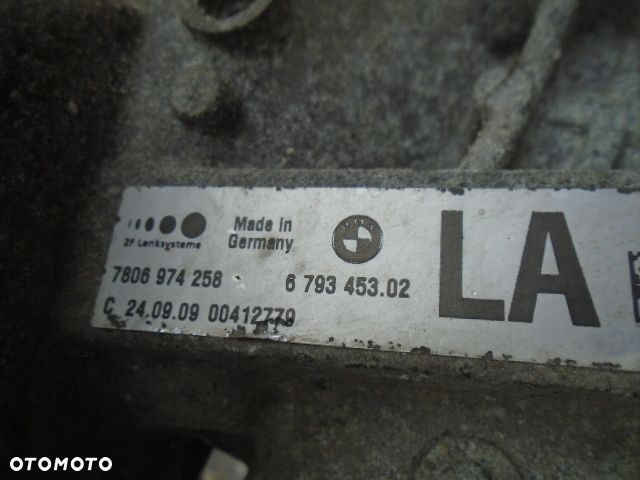 ZF Lenksysteme
Made in
Germany
LA
7806 974 258
6 793 453.02
C 24.09.09 00412779
OTOMOTO